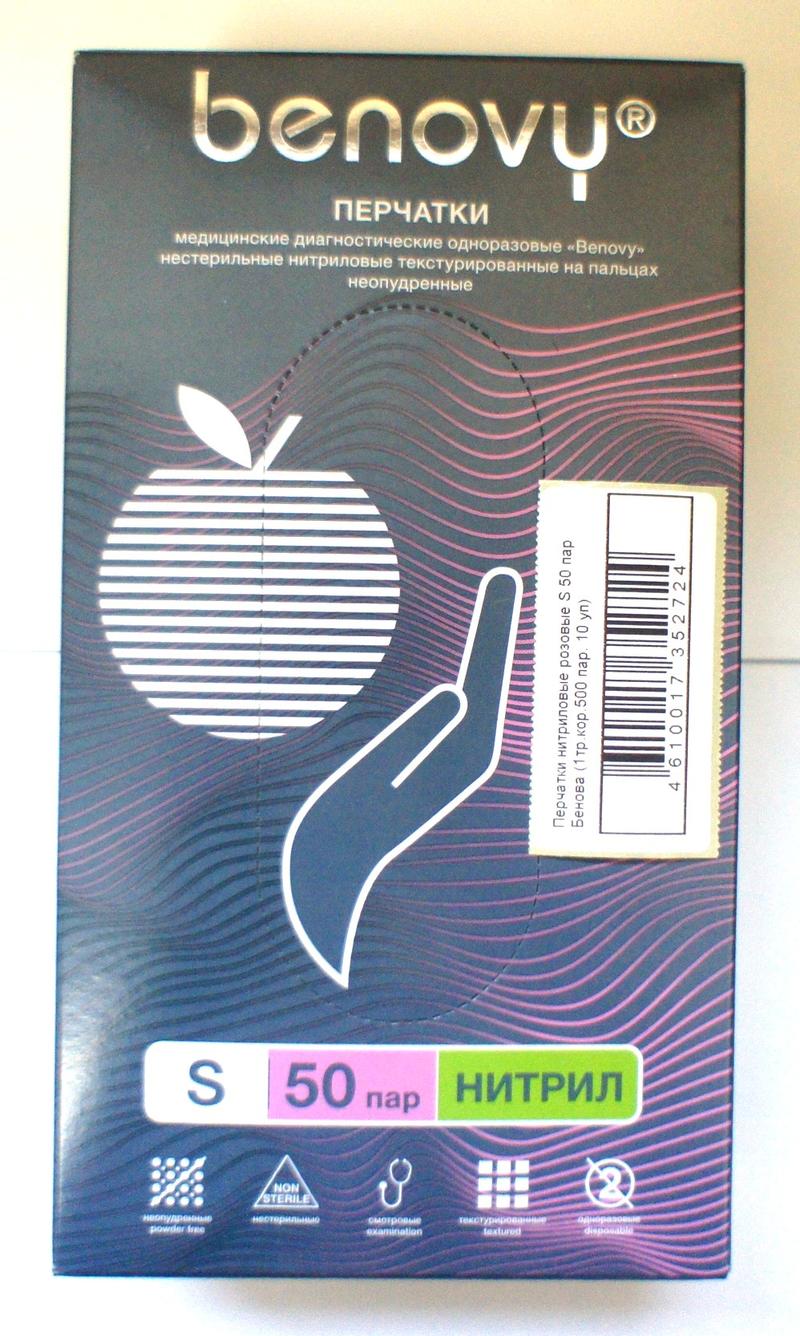 benovy®
ПЕРЧАТКИ
медицинские диагностические одноразовые «Benovy»
нестерильные нитриловые текстурированные на пальцах
неопудренные
Перчатки нитриловые розовые S 50 пар
Бенова (1тр.кор.500 пар. 10 уп)
4 610017 352724
S
50 пар
НИТРИЛ
NON
STERILE
2
неопудренные
powder free
нестерильные
смотровые
examination
текстурированные
textured
одноразовые
disposable